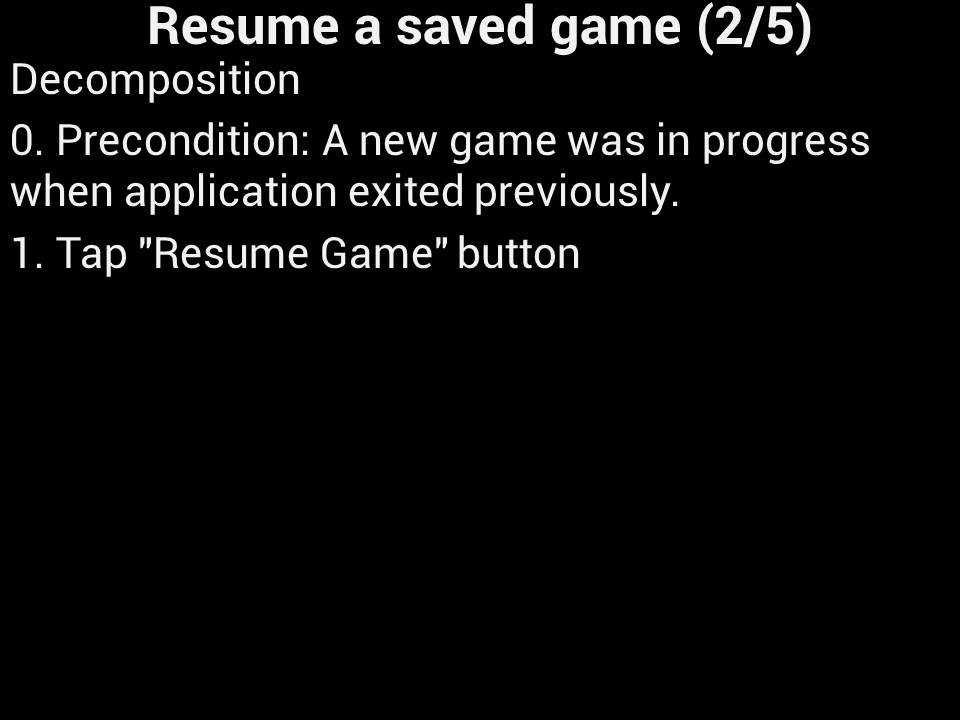 Resume a saved game (2/5)
Decomposition
0. Precondition: A new game was in progress
when application exited previously.
1. Tap "Resume Game" button